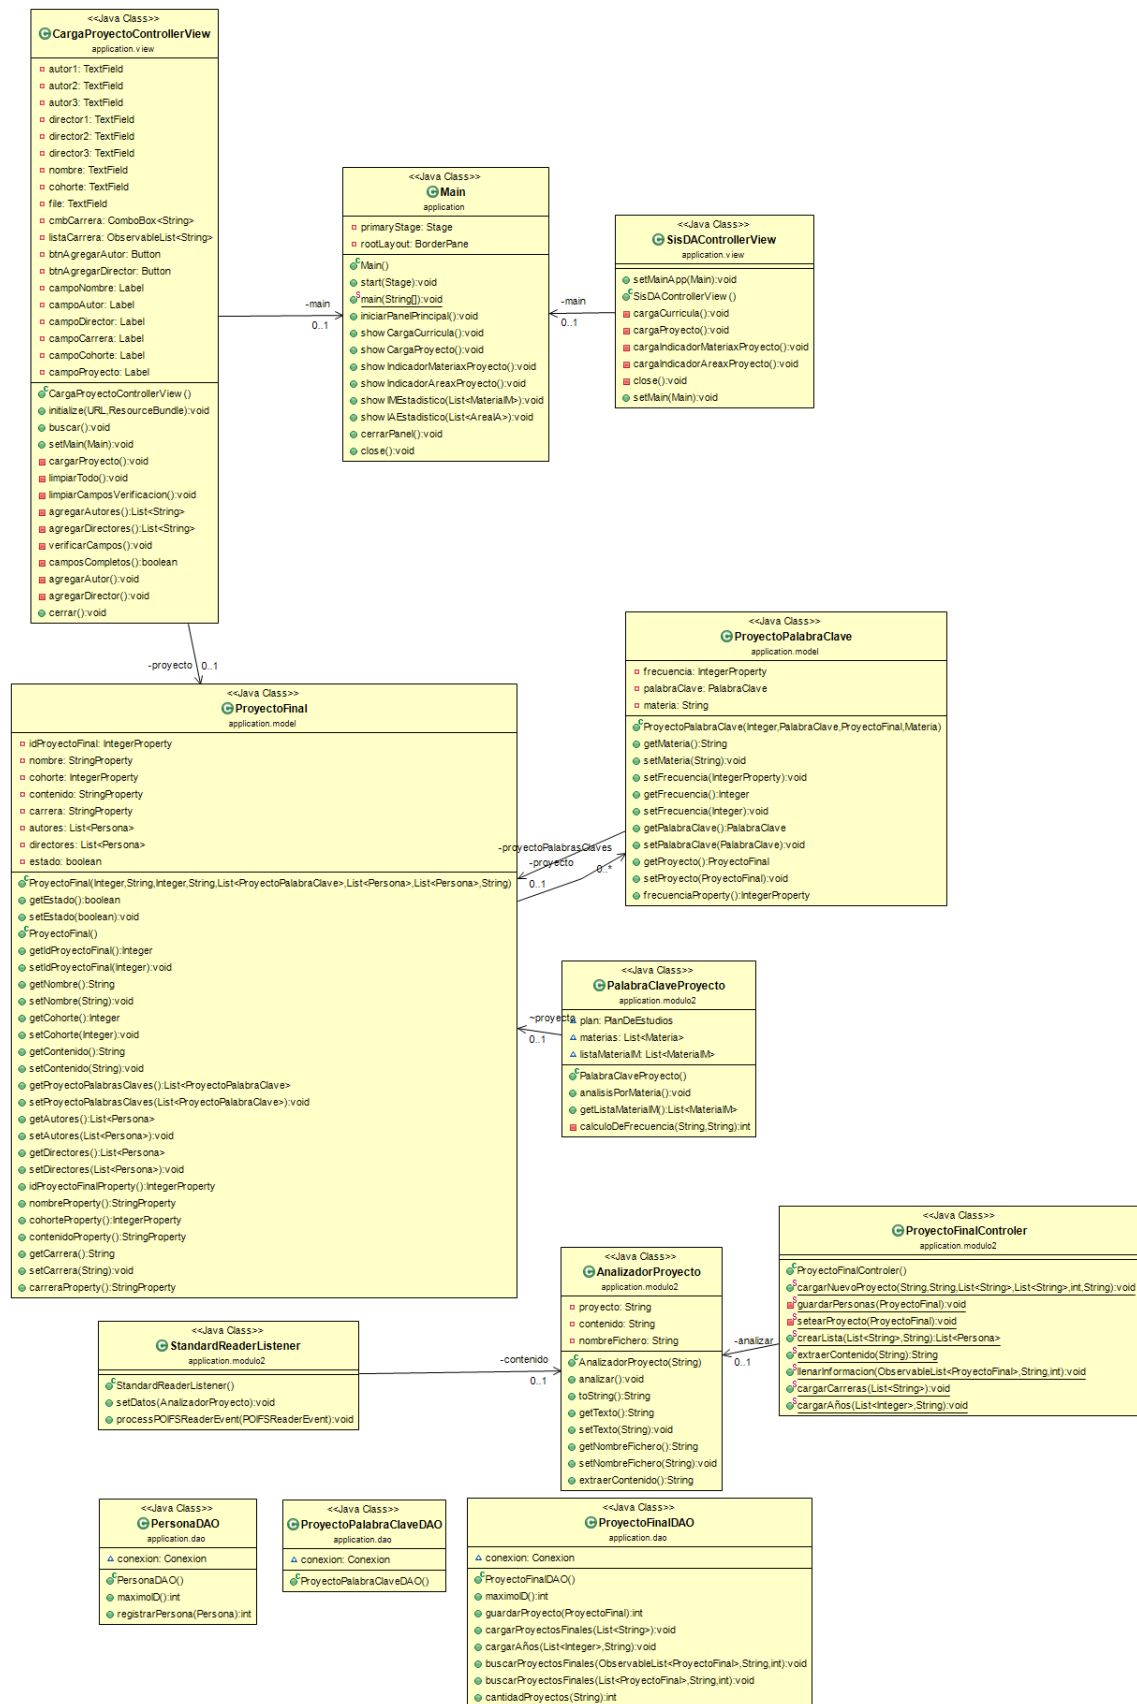 <<Java Class>>
CargaProyectoControllerView
application.view
autor1: TextField
autor2: TextField
autor3: TextField
director1: TextField
director2: TextField
director3: TextField
nombre: TextField
cohorte: TextField
file: TextField
cmbCarrera: ComboBox<String>
listaCarrera: ObservableList<String>
btnAgregarAutor: Button
btnAgregarDirector: Button
campoNombre: Label
campoAutor: Label
campoDirector: Label
campoCarrera: Label
campoCohorte: Label
campoProyecto: Label
CargaProyectoControllerView()
initialize(URL,ResourceBundle):void
buscar():void
setMain(Main):void
cargarProyecto():void
limpiarTodo():void
limpiarCamposVerificacion():void
agregarAutores():List<String>
agregarDirectores():List<String>
verificarCampos():void
camposCompletos():boolean
agregarAutor():void
agregarDirector():void
cerrar():void
-main
0..1
<<Java Class>>
Main
application
primaryStage: Stage
rootLayout: BorderPane
Main()
start(Stage):void
main(String[]):void
iniciarPanelPrincipal():void
showCargaCurricula():void
showCargaProyecto():void
showIndicadorMateriaxProyecto():void
showIndicadorAreaxProyecto():void
showIMEstadistico(List<MateriaIM>):void
showIAEstadistico(List<AreaIA>):void
cerrarPanel():void
close():void
-main
0..1
<<Java Class>>
SisDAControllerView
application.view
setMainApp(Main):void
SisDAControllerView()
cargaCurricula():void
cargaProyecto():void
cargaIndicadorMateriaxProyecto():void
cargaIndicadorAreaxProyecto():void
close():void
setMain(Main):void
-proyecto
0..1
<<Java Class>>
ProyectoFinal
application.model
idProyectoFinal: IntegerProperty
nombre: StringProperty
cohorte: IntegerProperty
contenido: StringProperty
carrera: StringProperty
autores: List<Persona>
directores: List<Persona>
estado: boolean
ProyectoFinal(Integer,String,Integer,String,List<ProyectoPalabraClave>,List<Persona>,List<Persona>,String)
getEstado():boolean
setEstado(boolean):void
ProyectoFinal()
getIdProyectoFinal():Integer
setIdProyectoFinal(Integer):void
getNombre():String
setNombre(String):void
getCohorte():Integer
setCohorte(Integer):void
getContenido():String
setContenido(String):void
getProyectoPalabrasClaves():List<ProyectoPalabraClave>
setProyectoPalabrasClaves(List<ProyectoPalabraClave>):void
getAutores():List<Persona>
setAutores(List<Persona>):void
getDirectores():List<Persona>
setDirectores(List<Persona>):void
idProyectoFinalProperty():IntegerProperty
nombreProperty():StringProperty
cohorteProperty():IntegerProperty
contenidoProperty():StringProperty
getCarrera():String
setCarrera(String):void
carreraProperty():StringProperty
<<Java Class>>
ProyectoPalabraClave
application.model
frecuencia: IntegerProperty
palabraClave: PalabraClave
materia: String
ProyectoPalabraClave(Integer,PalabraClave,ProyectoFinal,Materia)
getMateria():String
setMateria(String):void
setFrecuencia(IntegerProperty):void
getFrecuencia():Integer
setFrecuencia(Integer):void
getPalabraClave():PalabraClave
setPalabraClave(PalabraClave):void
getProyecto():ProyectoFinal
setProyecto(ProyectoFinal):void
frecuenciaProperty():IntegerProperty
-proyectoPalabrasClaves
0..*
-proyecto
0..1
<<Java Class>>
PalabraClaveProyecto
application.modulo2
plan: PlanDeEstudios
materias: List<Materia>
listaMateriaIM: List<MateriaIM>
PalabraClaveProyecto()
analisisPorMateria():void
getListaMateriaIM():List<MateriaIM>
calculoDeFrecuencia(String,String):int
~proyecto
0..1
<<Java Class>>
ProyectoFinalControler
application.modulo2
ProyectoFinalControler()
cargarNuevoProyecto(String,String,List<String>,List<String>,int,String):void
guardarPersonas(ProyectoFinal):void
setearProyecto(ProyectoFinal):void
crearLista(List<String>,String):List<Persona>
extraerContenido(String):String
llenarInformacion(ObservableList<ProyectoFinal>,String,int):void
cargarCarreras(List<String>):void
cargarAños(List<Integer>,String):void
-analizar
0..1
<<Java Class>>
AnalizadorProyecto
application.modulo2
proyecto: String
contenido: String
nombreFichero: String
AnalizadorProyecto(String)
analizar():void
toString():String
getTexto():String
setTexto(String):void
getNombreFichero():String
setNombreFichero(String):void
extraerContenido():String
<<Java Class>>
StandardReaderListener
application.modulo2
StandardReaderListener()
setDatos(AnalizadorProyecto):void
processPOIFSReaderEvent(POIFSReaderEvent):void
-contenido
0..1
<<Java Class>>
PersonaDAO
application.dao
conexion: Conexion
PersonaDAO()
maximoID():int
registrarPersona(Persona):int
<<Java Class>>
ProyectoPalabraClaveDAO
application.dao
conexion: Conexion
ProyectoPalabraClaveDAO()
<<Java Class>>
ProyectoFinalDAO
application.dao
conexion: Conexion
ProyectoFinalDAO()
maximoID():int
guardarProyecto(ProyectoFinal):int
cargarProyectosFinales(List<String>):void
cargarAños(List<Integer>,String):void
buscarProyectosFinales(ObservableList<ProyectoFinal>,String,int):void
buscarProyectosFinales(List<ProyectoFinal>,String,int):void
cantidadProyectos(String):int